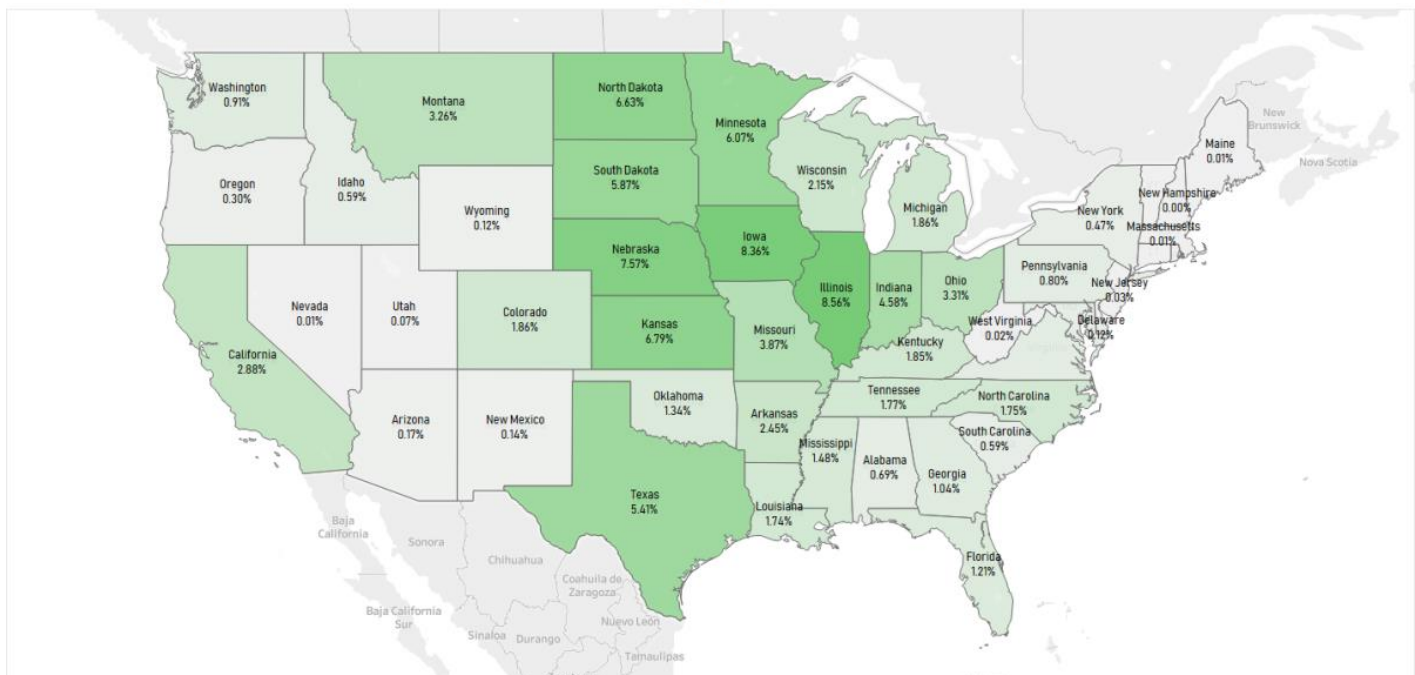 Washington
0.91%
Montana
3.26%
North Dakota
6.63%
Minnesota
6.07%
Maine
0.01%
New
Brunswick
Nova Scotia
Oregon
0.30%
Idaho
0.59%
Wyoming
0.12%
South Dakota
5.87%
Wisconsin
2.15%
Michigan
1.86%
New York
0.47%
New Hampshire
0.00%
Massachusetts
0.01%
Nebraska
7.57%
Iowa
8.36%
Illinois
8.56%
Indiana
4.58%
Ohio
3.31%
Pennsylvania
0.80%
New Jersey
0.03%
Nevada
0.01%
Utah
0.07%
Colorado
1.86%
Kansas
6.79%
Missouri
3.87%
West Virginia
0.02%
Delaware
0.12%
Virginia
California
2.88%
Kentucky
1.85%
Arizona
0.17%
New Mexico
0.14%
Oklahoma
1.34%
Arkansas
2.45%
Tennessee
1.77%
North Carolina
1.75%
South Carolina
0.59%
Texas
5.41%
Louisiana
1.74%
Mississippi
1.48%
Alabama
0.69%
Georgia
1.04%
Florida
1.21%
Baja
California
Sonora
Chihuahua
Coahuila de
Zaragoza
Baja California
Sur
Sinaloa
Durango
Nuevo León
Tamaulipas